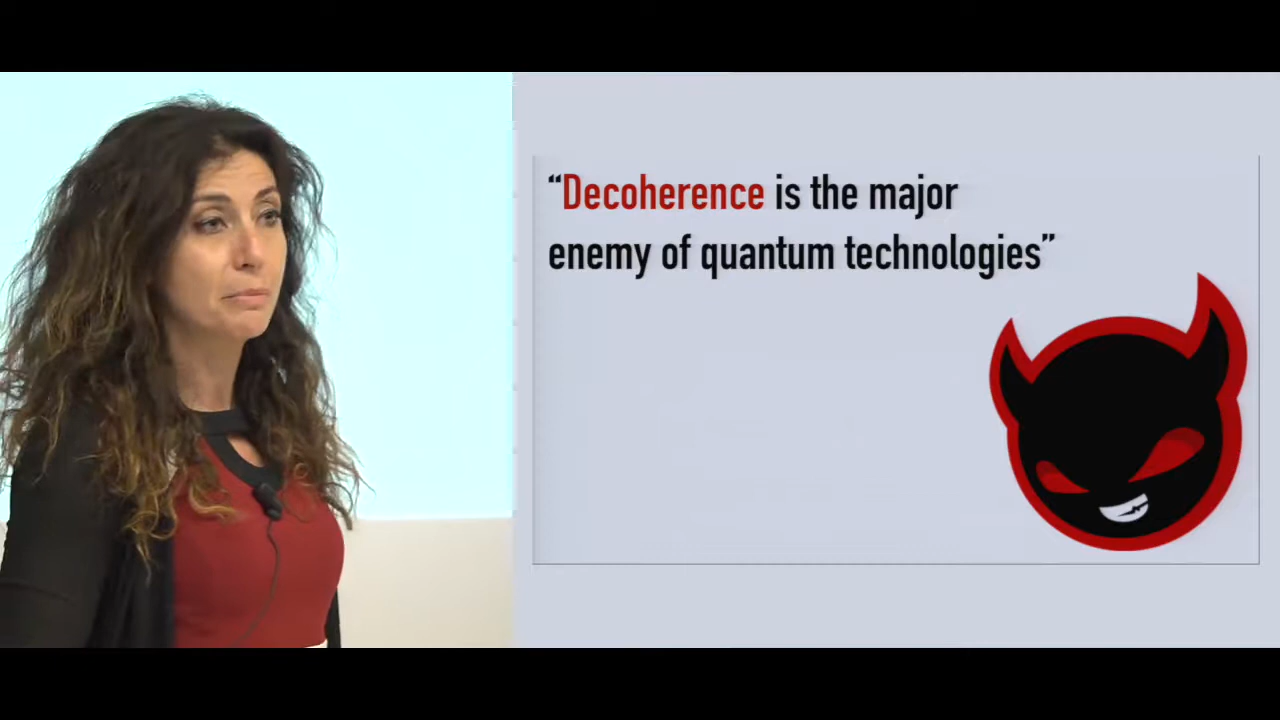 “Decoherence is the major
enemy of quantum technologies”